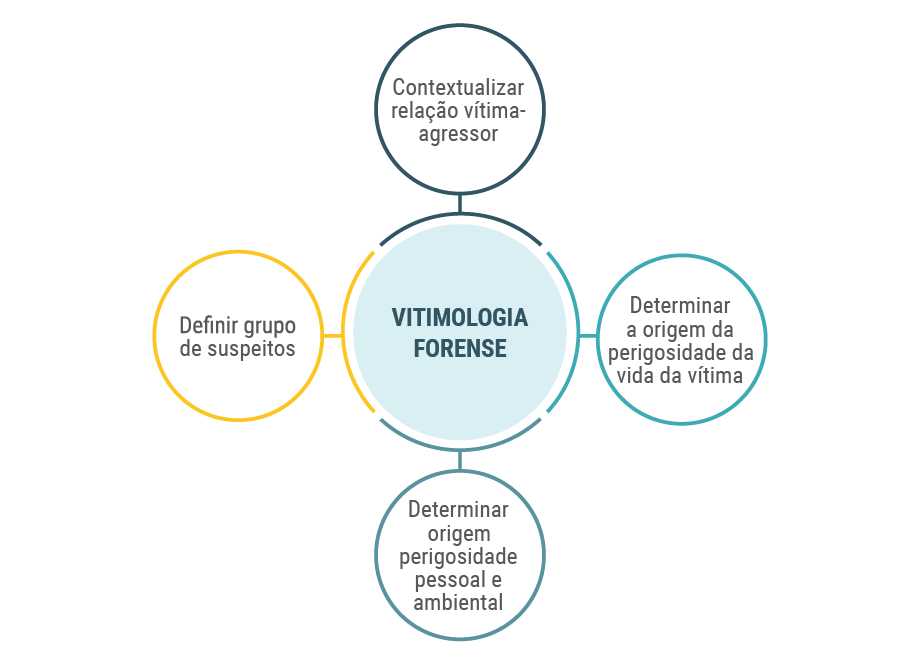 Contextualizar
relação vítima-
agressor
Definir grupo
de suspeitos
VITIMOLOGIA
FORENSE
Determinar
a origem da
perigosidade da
vida da vítima
Determinar
origem
perigosidade
pessoal e
ambiental